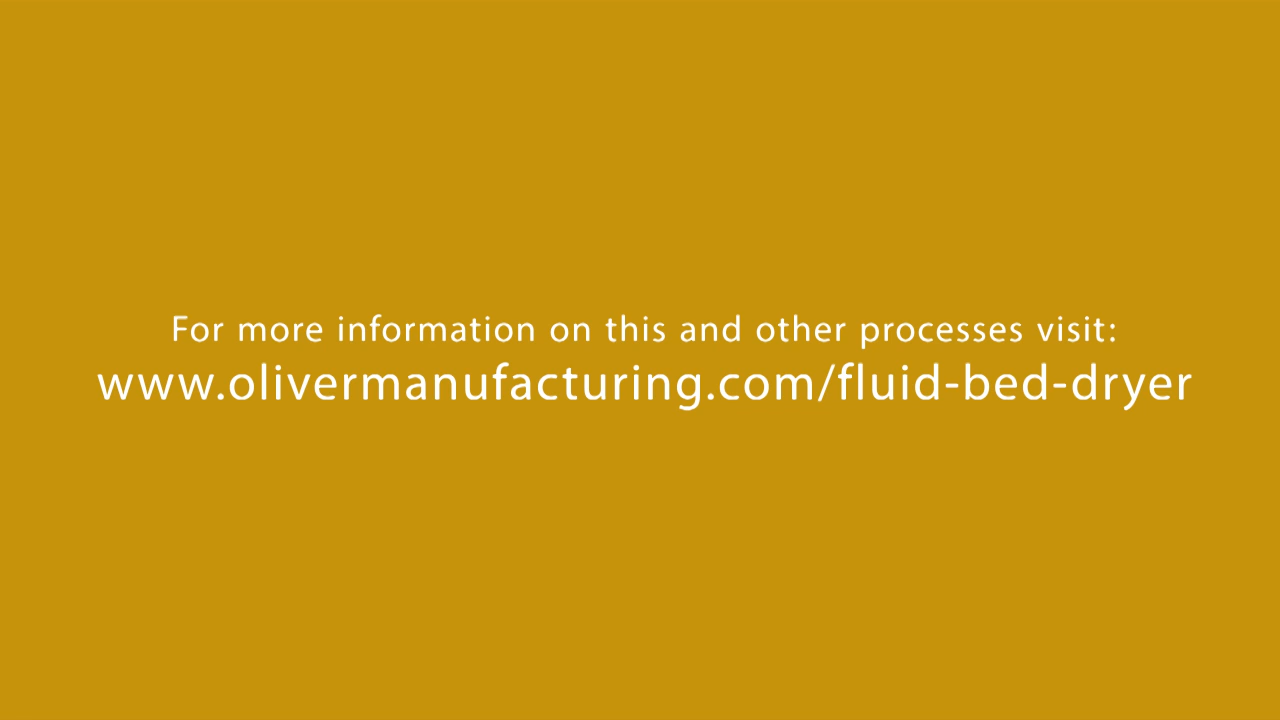 For more information on this and other processes visit:
www.olivermanufacturing.com/fluid-bed-dryer